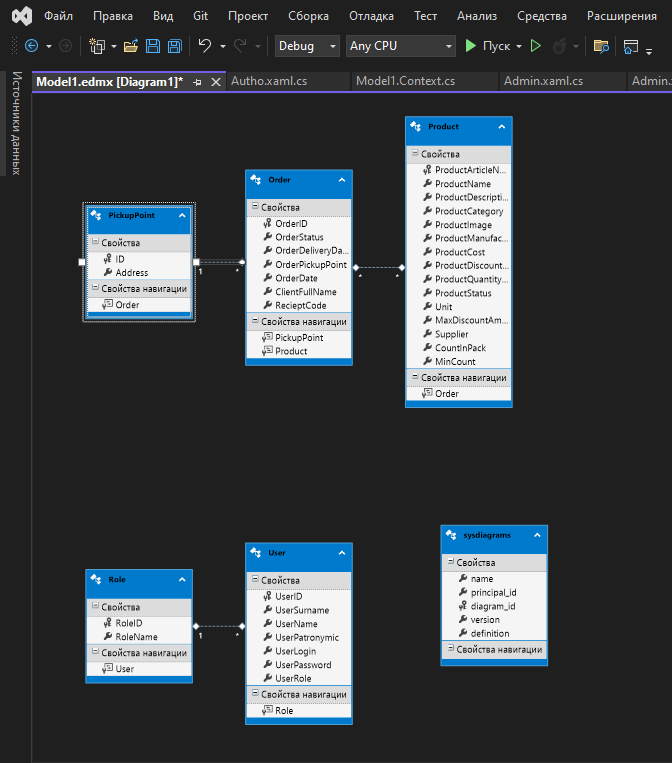 Файл Правка Вид Git Проект Сборка Отладка Тест Анализ Средства Расширения
Debug Any CPU Пуск
Model1.edmx [Diagram1]* Autho.xaml.cs Model1.Context.cs Admin.xaml.cs Admin.
Источники данных
PickupPoint
Свойства
ID
Address
Свойства навигации
Order
1
*
Order
Свойства
OrderID
OrderStatus
OrderDeliveryDa...
OrderPickupPoint
OrderDate
ClientFullName
RecieptCode
Свойства навигации
PickupPoint
Product
*
*
Product
Свойства
ProductArticleN...
ProductName
ProductDescripti...
ProductCategory
ProductImage
ProductManufac...
ProductCost
ProductDiscount...
ProductQuantity...
ProductStatus
Unit
MaxDiscountAm...
Supplier
CountInPack
MinCount
Свойства навигации
Order
Role
Свойства
RoleID
RoleName
Свойства навигации
User
1
*
User
Свойства
UserID
UserSurname
UserName
UserPatronymic
UserLogin
UserPassword
UserRole
Свойства навигации
Role
sysdiagrams
Свойства
name
principal_id
diagram_id
version
definition
Свойства навигации